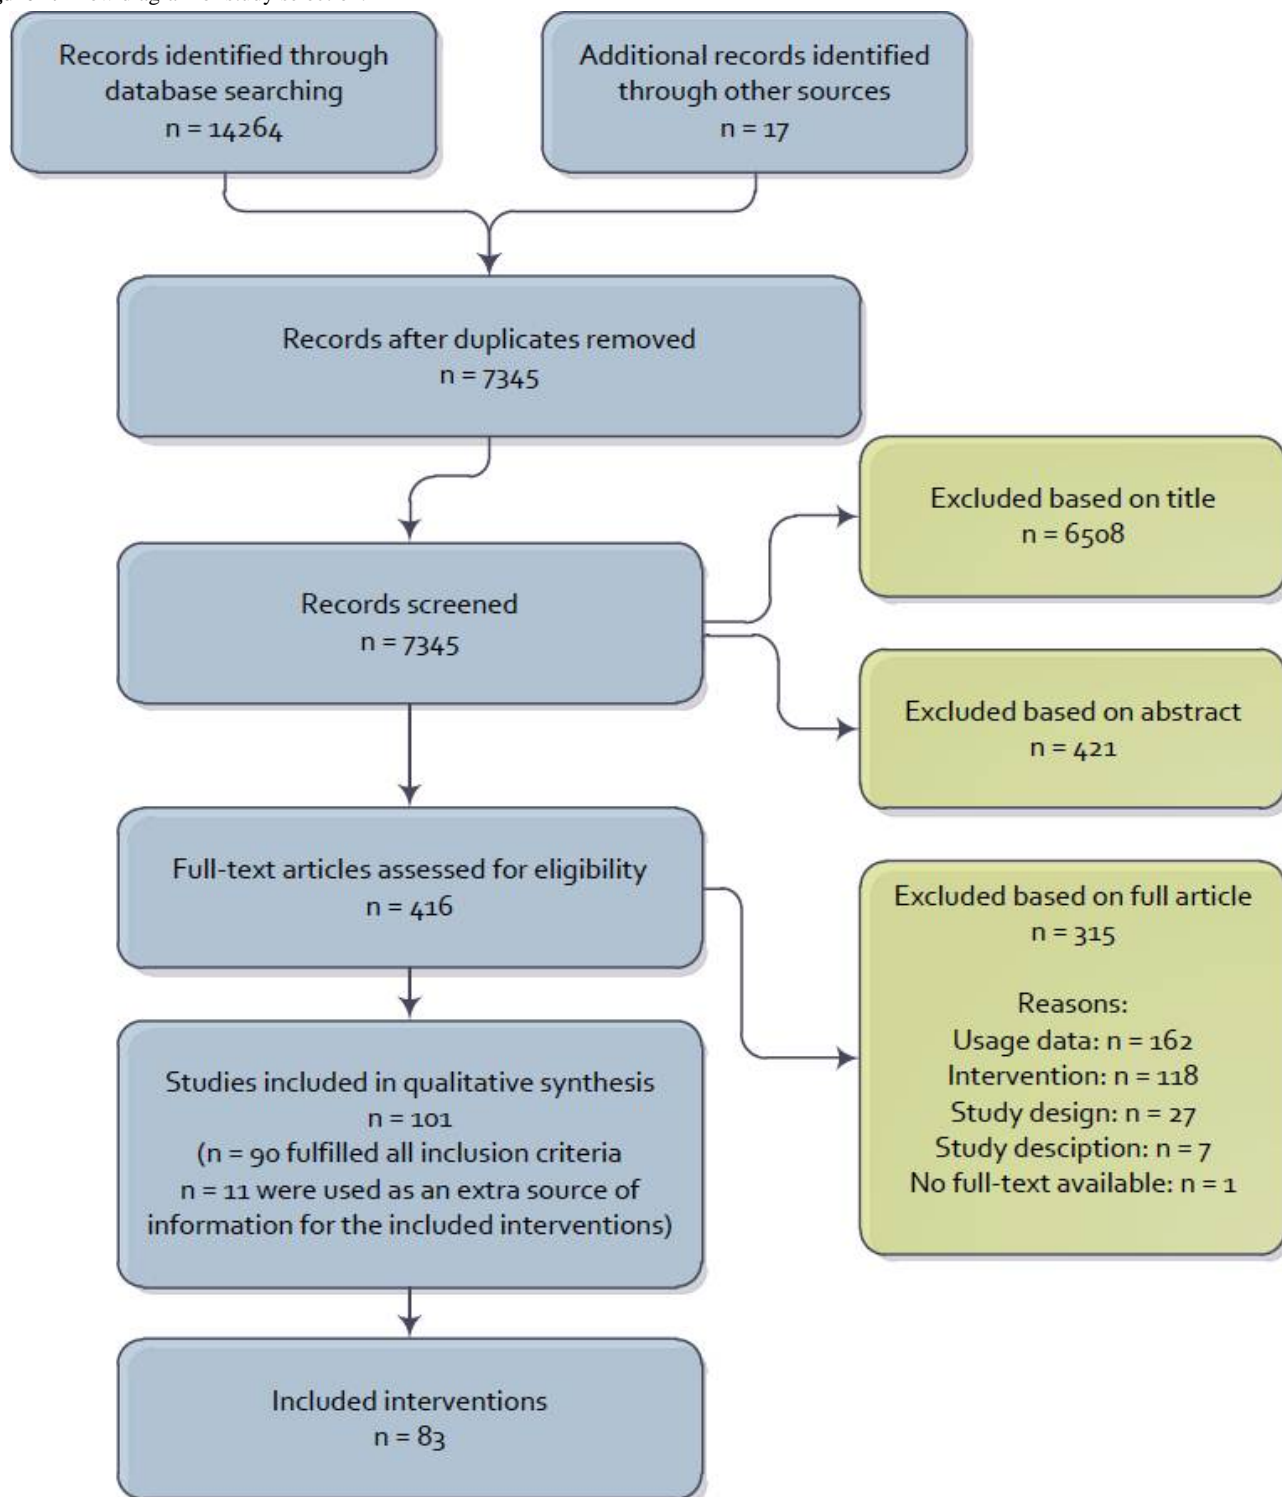 Records identified through
database searching
n = 14264
Additional records identified
through other sources
n = 17
Records after duplicates removed
n = 7345
Records screened
n = 7345
Excluded based on title
n = 6508
Excluded based on abstract
n = 421
Full-text articles assessed for eligibility
n = 416
Excluded based on full article
n = 315
Reasons:
Usage data: n = 162
Intervention: n = 118
Study design: n = 27
Study desciption: n = 7
No full-text available: n = 1
Studies included in qualitative synthesis
n = 101
(n = 90 fulfilled all inclusion criteria
n = 11 were used as an extra source of
information for the included interventions)
Included interventions
n = 83